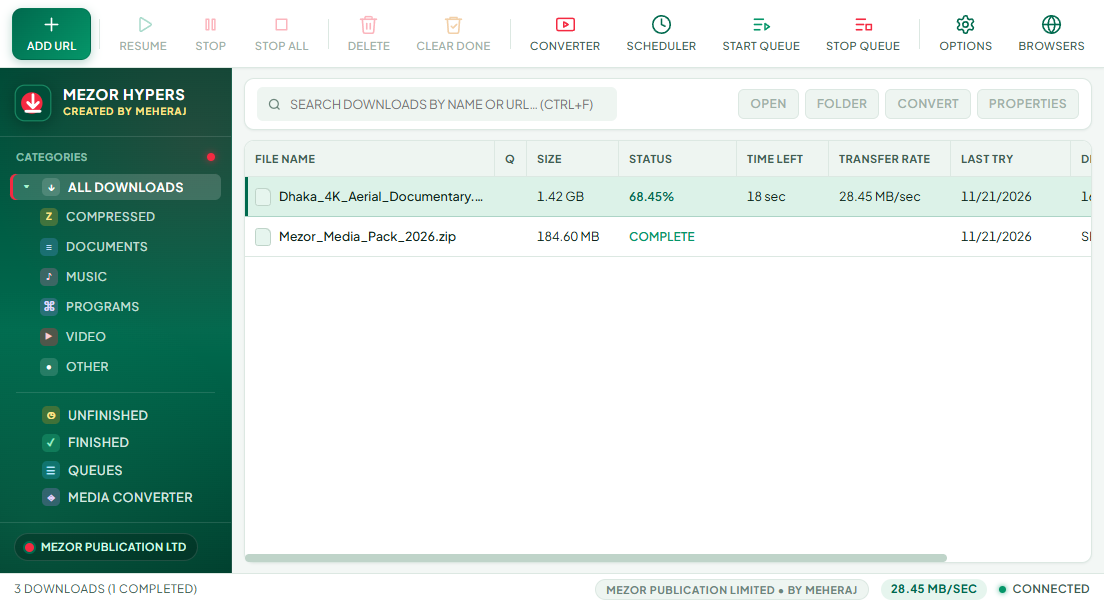 ADD URL
RESUME
STOP
STOP ALL
DELETE
CLEAR DONE
CONVERTER
SCHEDULER
START QUEUE
STOP QUEUE
OPTIONS
BROWSERS
MEZOR HYPERS
CREATED BY MEHERAJ
CATEGORIES
ALL DOWNLOADS
Z COMPRESSED
DOCUMENTS
MUSIC
PROGRAMS
VIDEO
OTHER
UNFINISHED
FINISHED
QUEUES
MEDIA CONVERTER
MEZOR PUBLICATION LTD
SEARCH DOWNLOADS BY NAME OR URL... (CTRL+F)
OPEN
FOLDER
CONVERT
PROPERTIES
FILE NAME Q SIZE STATUS TIME LEFT TRANSFER RATE LAST TRY
Dhaka_4K_Aerial_Documentary.... 1.42 GB 68.45% 18 sec 28.45 MB/sec 11/21/2026
Mezor_Media_Pack_2026.zip 184.60 MB COMPLETE 11/21/2026
3 DOWNLOADS (1 COMPLETED)
MEZOR PUBLICATION LIMITED • BY MEHERAJ
28.45 MB/SEC
CONNECTED